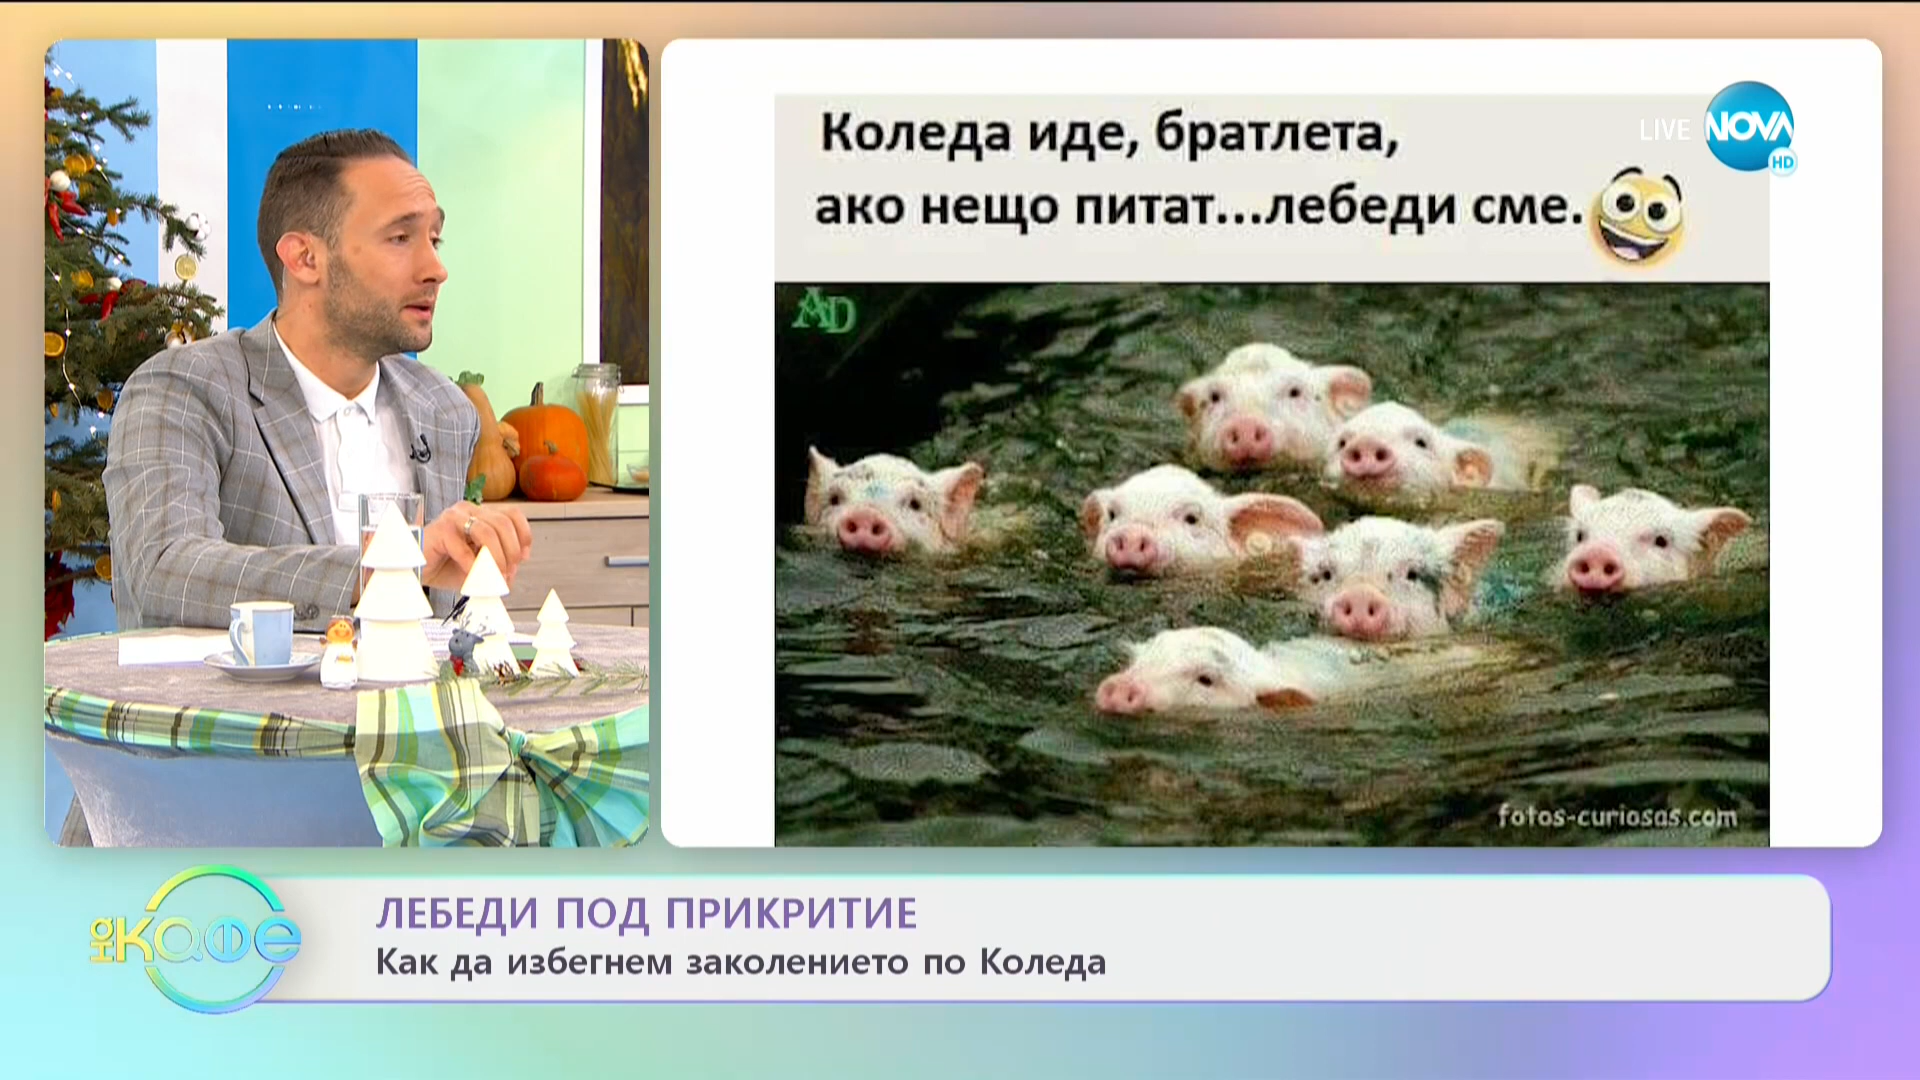 Коледа иде, братлета,
ако нещо питат...лебеди сме.
LIVE NOVA
HD
AD
fotos-curiosas.com
на кафе
ЛЕБЕДИ ПОД ПРИКРИТИЕ
Как да избегнем заколението по Коледа